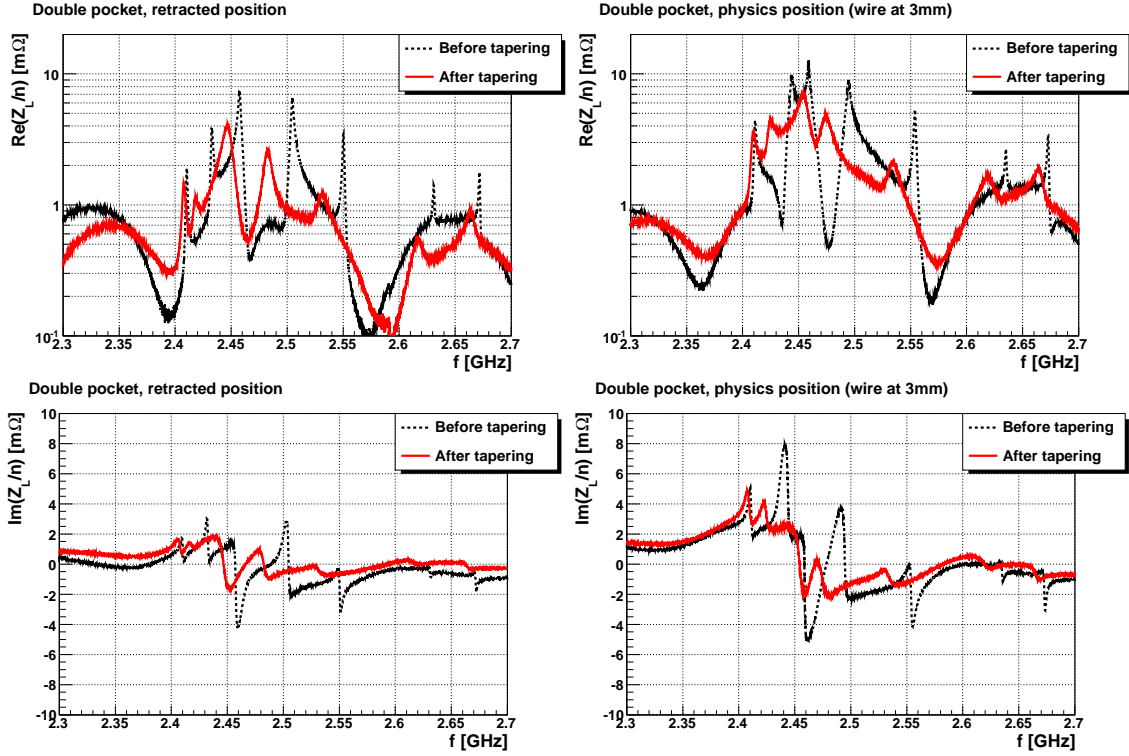 Double pocket, retracted position
Re(Z_L/n) [mΩ]
Before tapering
After tapering
10
1
10⁻¹
2.3 2.4 2.45 2.5 2.55 2.6 2.65 2.7
f [GHz]
Double pocket, physics position (wire at 3mm)
Re(Z_L/n) [mΩ]
Before tapering
After tapering
10
1
10⁻¹
2.3 2.35 2.4 2.45 2.5 2.55 2.6 2.65 2.7
f [GHz]
Double pocket, retracted position
Im(Z_L/n) [mΩ]
Before tapering
After tapering
10
8
6
4
2
0
-2
-4
-6
-8
-10
2.3 2.35 2.4 2.45 2.5 2.55 2.6 2.65 2.7
f [GHz]
Double pocket, physics position (wire at 3mm)
Im(Z_L/n) [mΩ]
Before tapering
After tapering
10
8
6
4
2
0
-2
-4
-6
-8
-10
2.3 2.35 2.4 2.45 2.5 2.55 2.6 2.65 2.7
f [GHz]